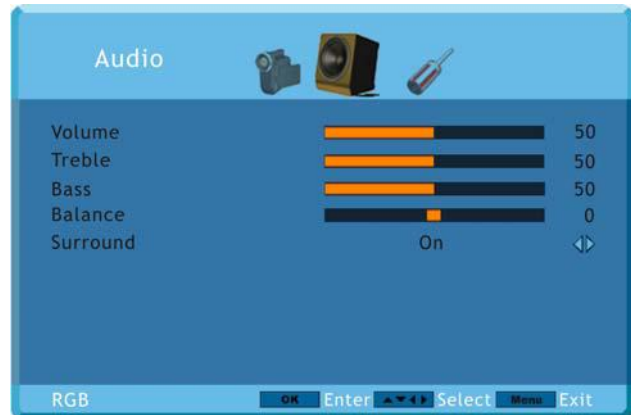 Audio
Volume 50
Treble 50
Bass 50
Balance 0
Surround On
RGB OK Enter Select Menu Exit